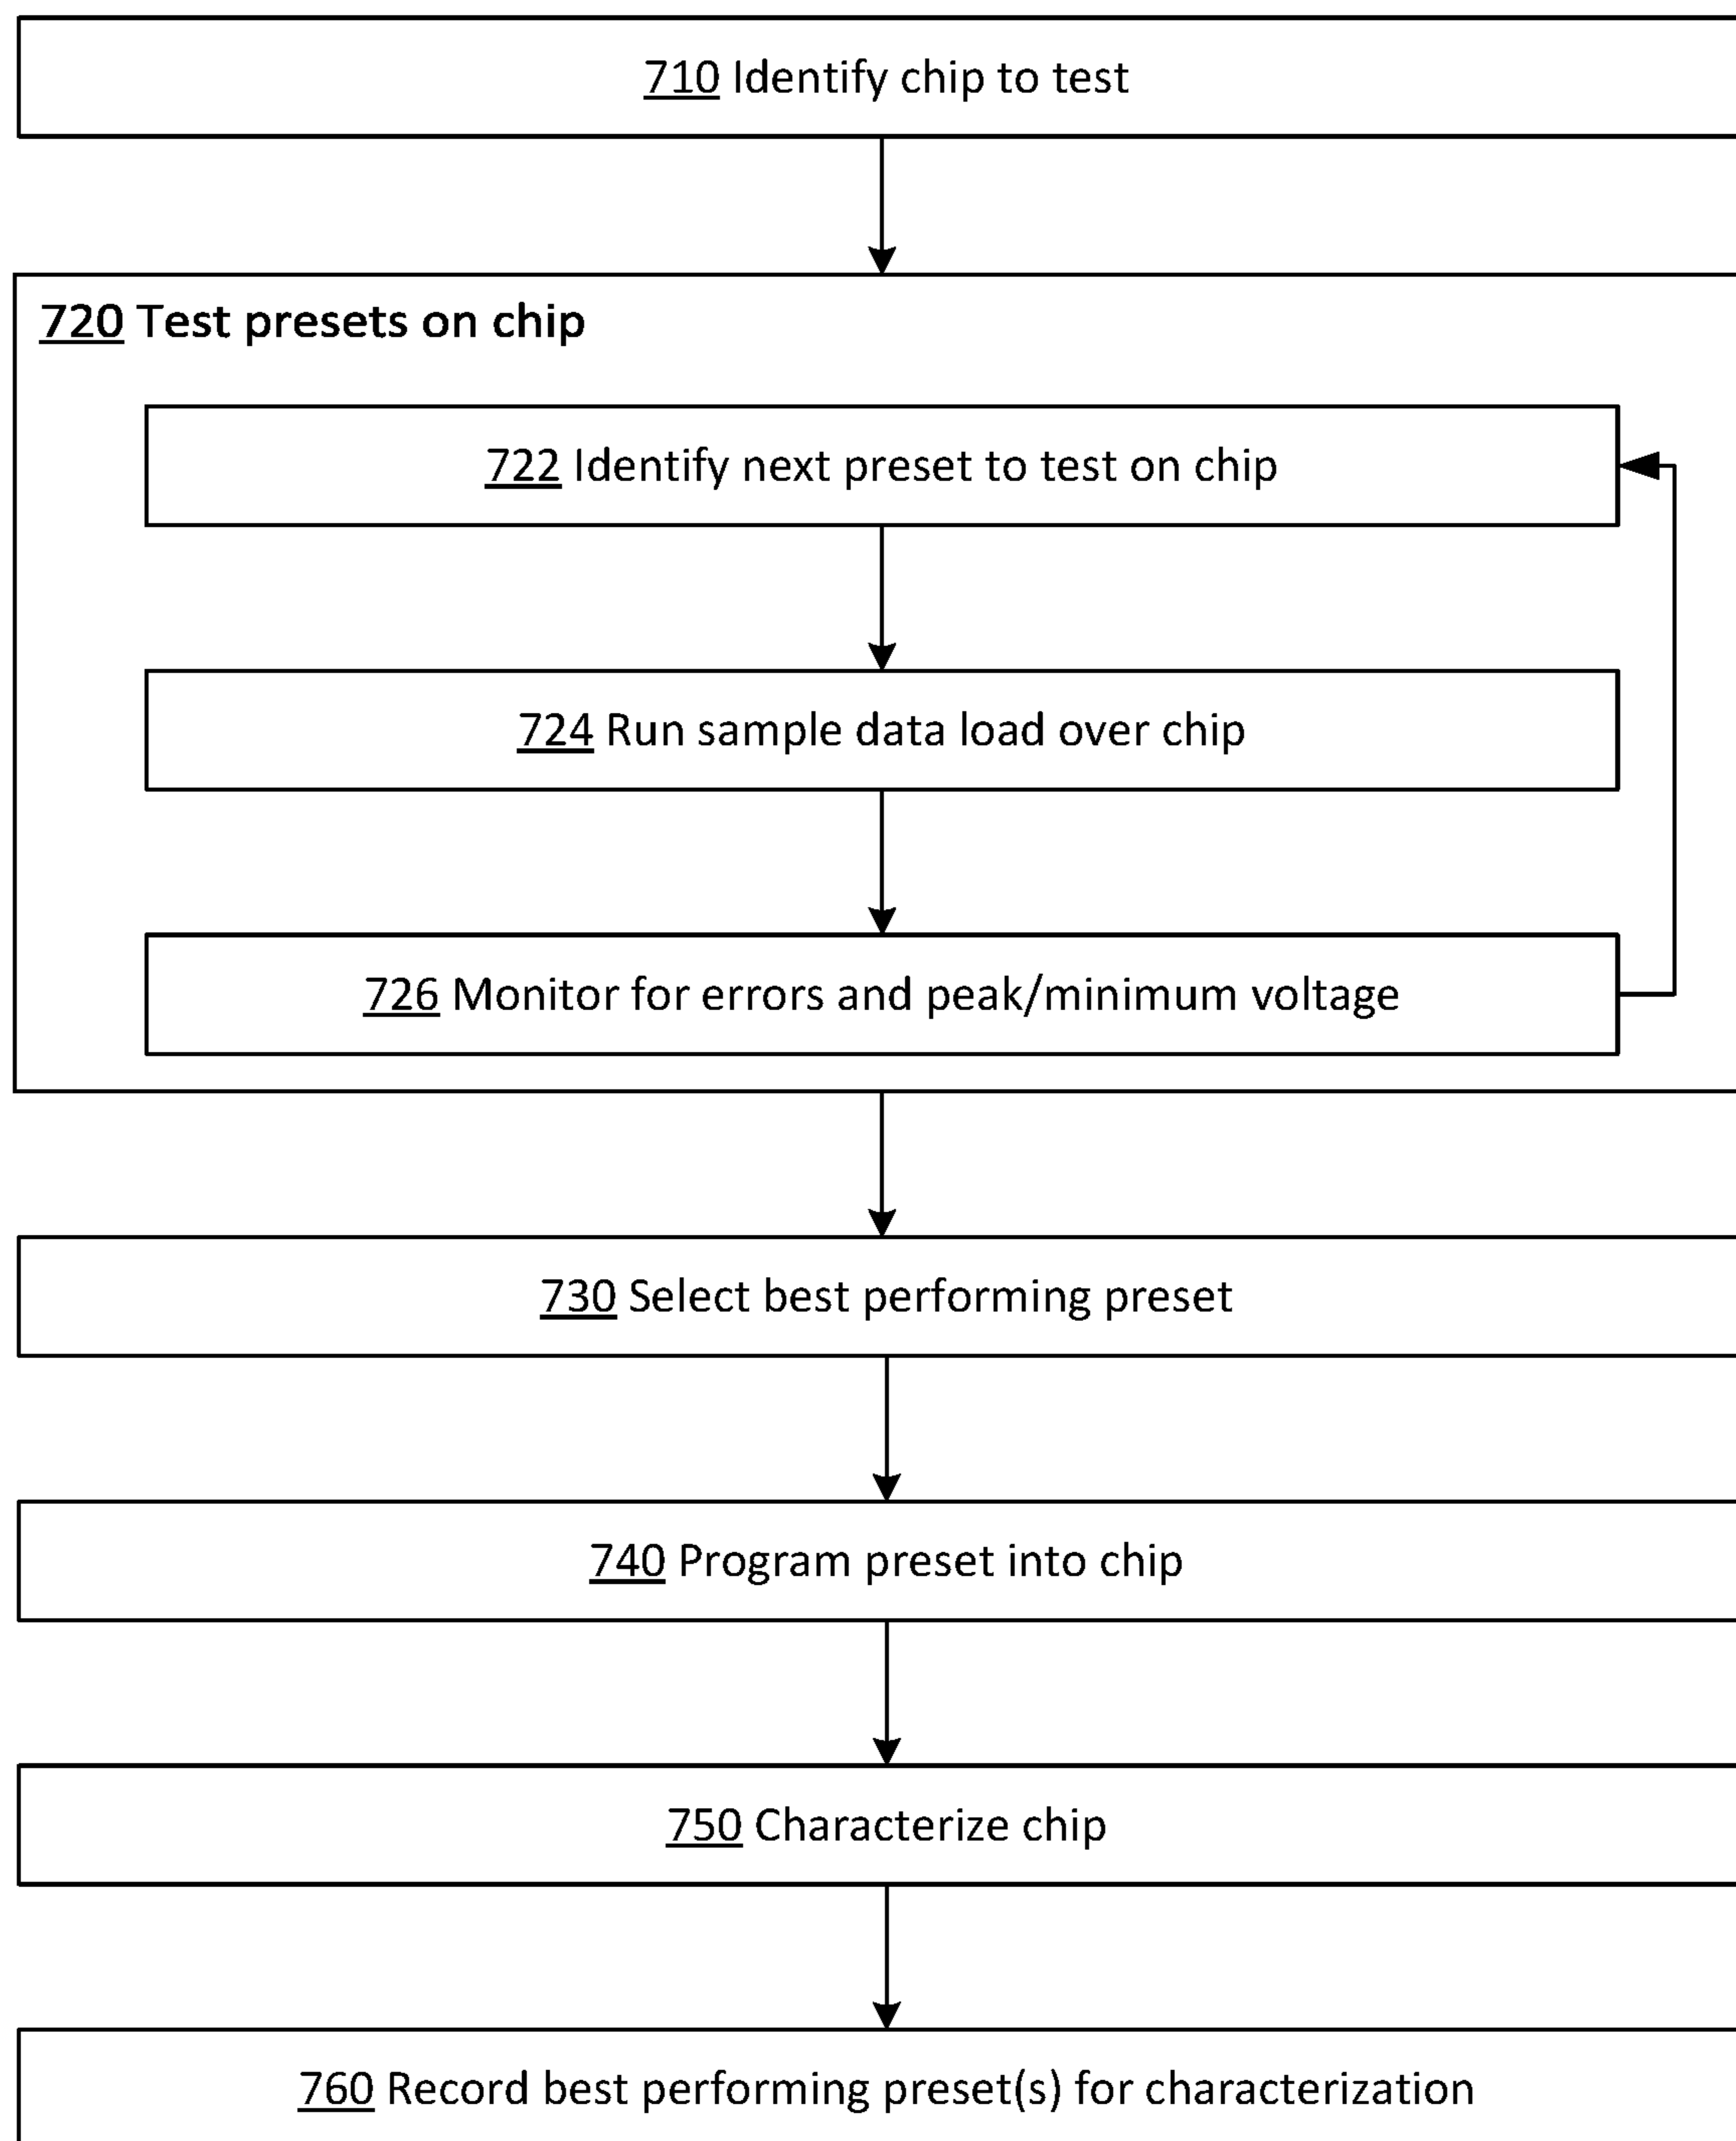 710 Identify chip to test
720 Test presets on chip
722 Identify next preset to test on chip
724 Run sample data load over chip
726 Monitor for errors and peak/minimum voltage
730 Select best performing preset
740 Program preset into chip
750 Characterize chip
760 Record best performing preset(s) for characterization